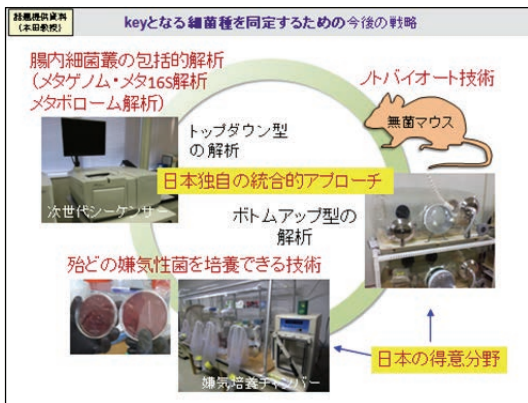 話題提供資料
(本田教授)
keyとなる細菌種を同定するための今後の戦略
腸内細菌叢の包括的解析
(メタゲノム・メタ16S解析
メタボローム解析)
ノトバイオート技術
無菌マウス
トップダウン型
の解析
日本独自の統合的アプローチ
次世代シーケンサー
ボトムアップ型の
解析
殆どの嫌気性菌を培養できる技術
嫌気培養チャンバー
日本の得意分野